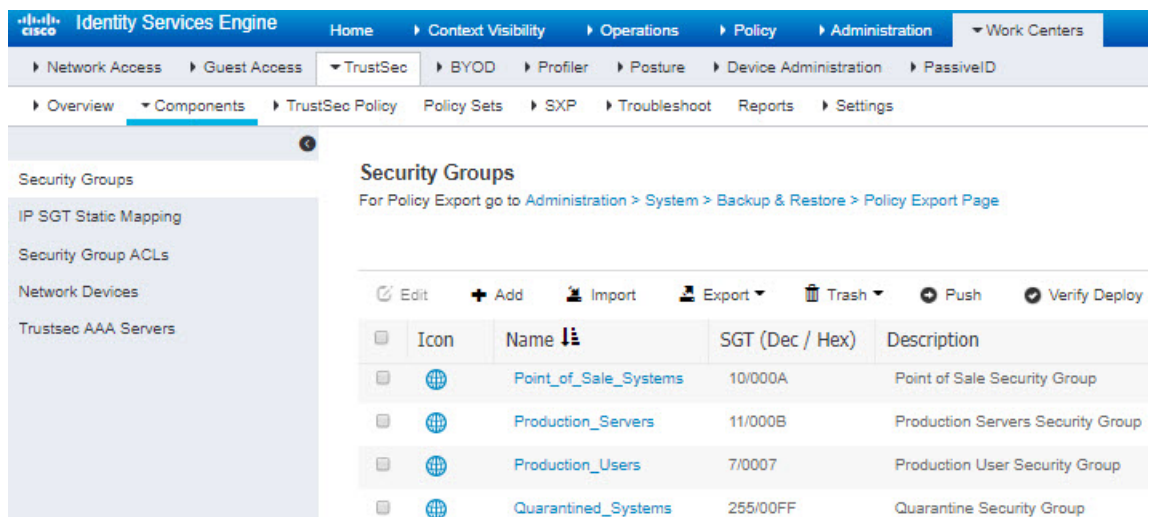 cisco Identity Services Engine Home Context Visibility Operations Policy Administration Work Centers
Network Access Guest Access TrustSec BYOD Profiler Posture Device Administration PassiveID
Overview Components TrustSec Policy Policy Sets SXP Troubleshoot Reports Settings
Security Groups
IP SGT Static Mapping
Security Group ACLs
Network Devices
Trustsec AAA Servers
Security Groups
For Policy Export go to Administration > System > Backup & Restore > Policy Export Page
Edit Add Import Export Trash Push Verify Deploy
Icon Name SGT (Dec / Hex) Description
Point_of_Sale_Systems 10/000A Point of Sale Security Group
Production_Servers 11/000B Production Servers Security Group
Production_Users 7/0007 Production User Security Group
Quarantined_Systems 255/00FF Quarantine Security Group